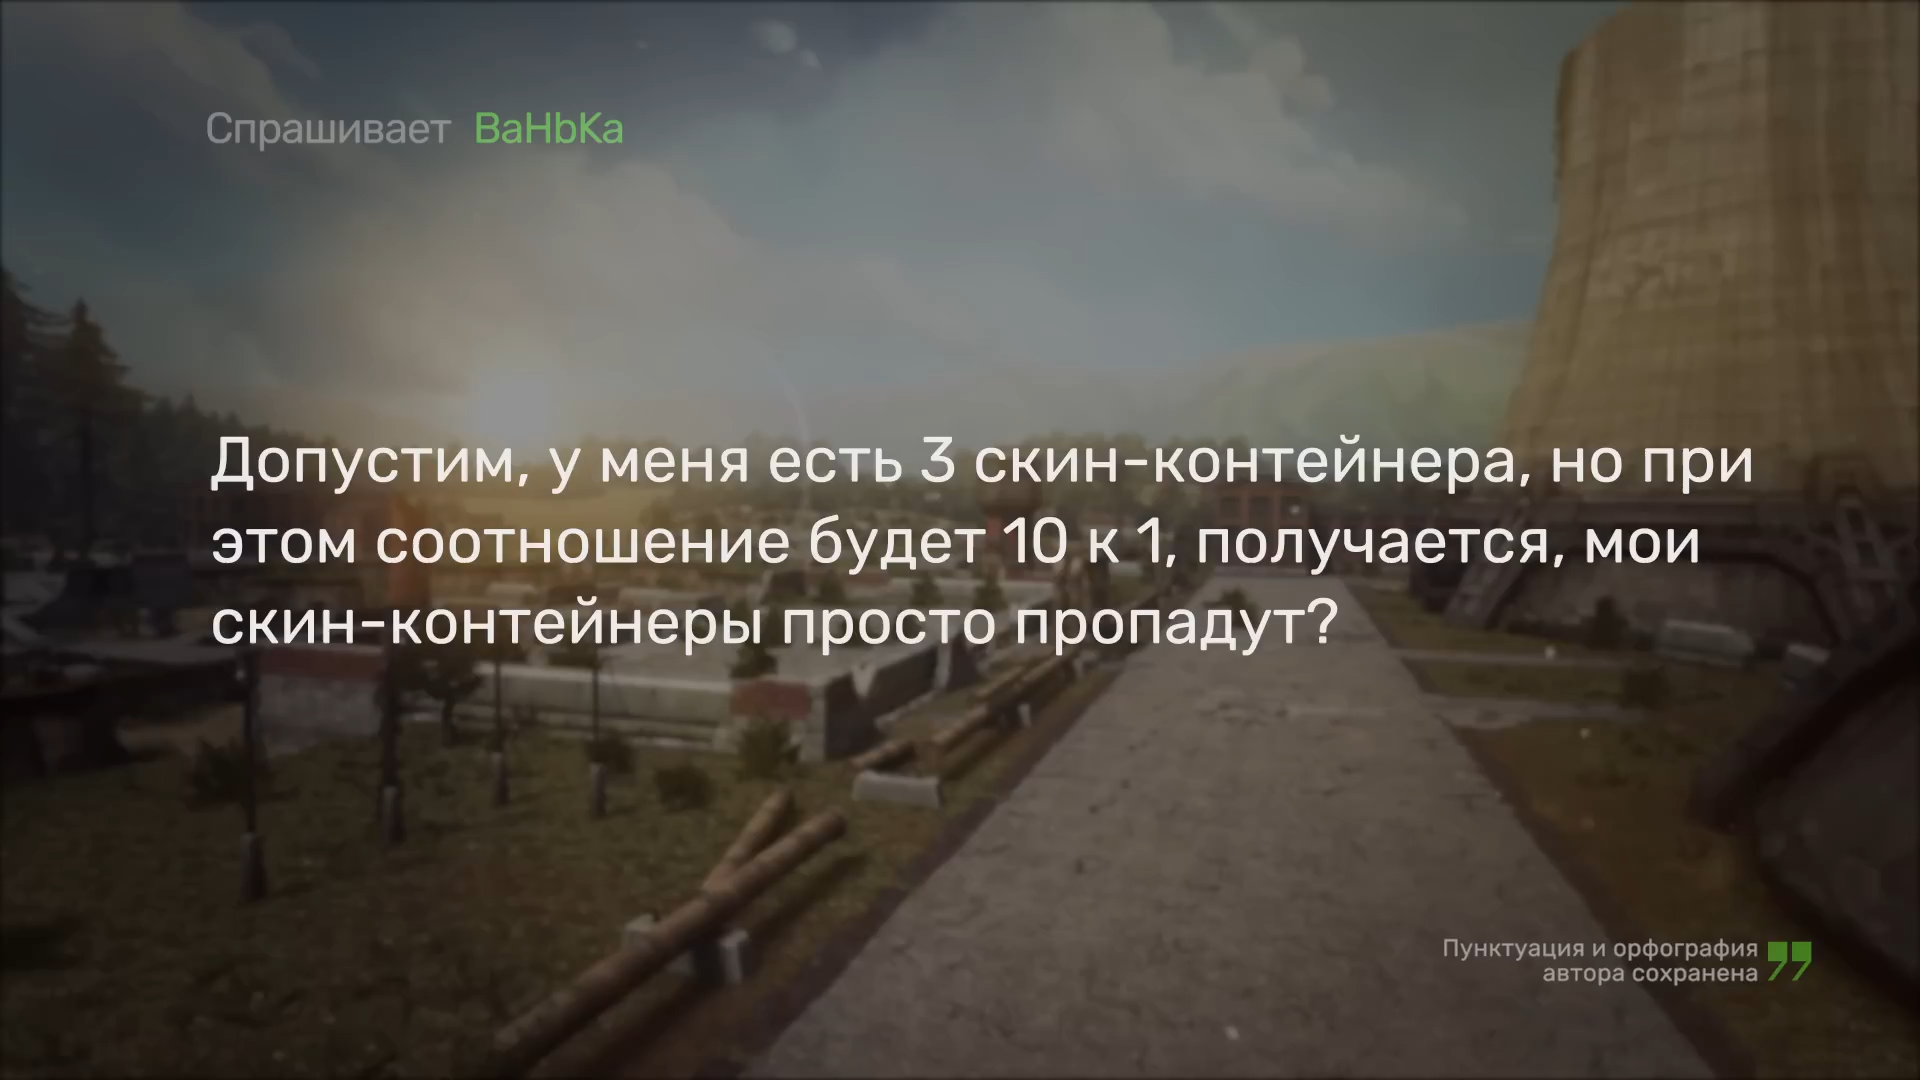 Спрашивает BaHbKa
Допустим, у меня есть 3 скин-контейнера, но при
этом соотношение будет 10 к 1, получается, мои
скин-контейнеры просто пропадут?
Пунктуация и орфография
автора сохранена